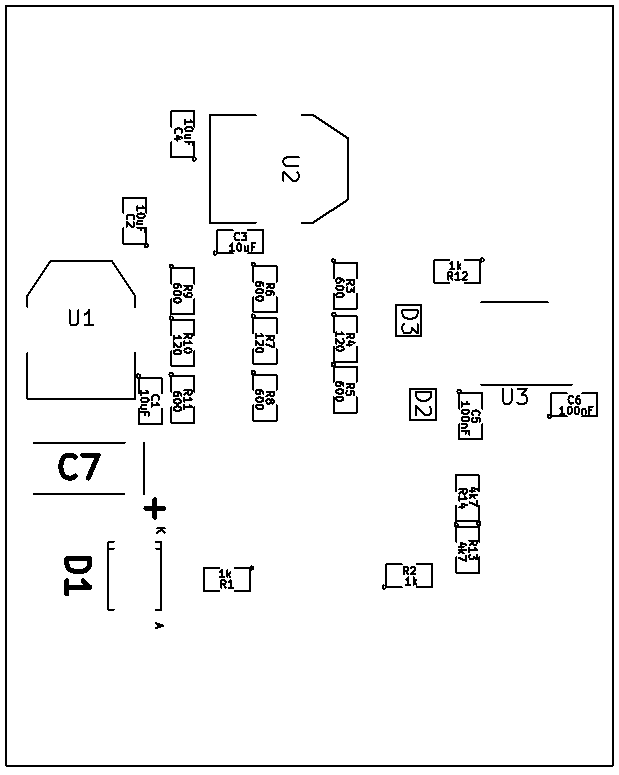 10uF
C4
U2
10uF
C2
C3
10uF
1k
R12
R9
600
R6
600
R3
600
U1
D3
R10
120
R7
120
R4
120
R11
600
R8
600
R5
600
C1
10uF
D2
U3
C5
100nF
C6
100nF
C7
+
4k7
R14
K
R13
4k7
D1
1k
R1
R2
1k
A